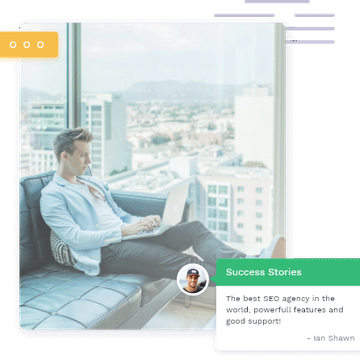 Success Stories
The best SEO agency in the
world, powerfull features and
good support!
- Ian Shawn